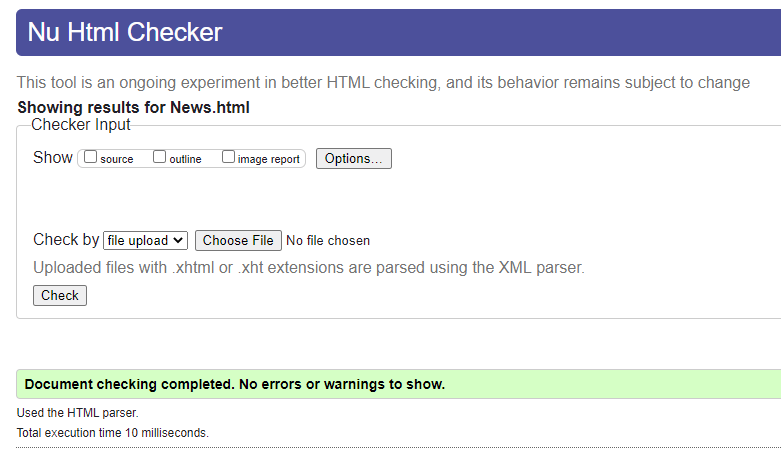 Nu Html Checker
This tool is an ongoing experiment in better HTML checking, and its behavior remains subject to change
Showing results for News.html
Checker Input
Show source outline image report Options...
Check by file upload Choose File No file chosen
Uploaded files with .xhtml or .xht extensions are parsed using the XML parser.
Check
Document checking completed. No errors or warnings to show.
Used the HTML parser.
Total execution time 10 milliseconds.